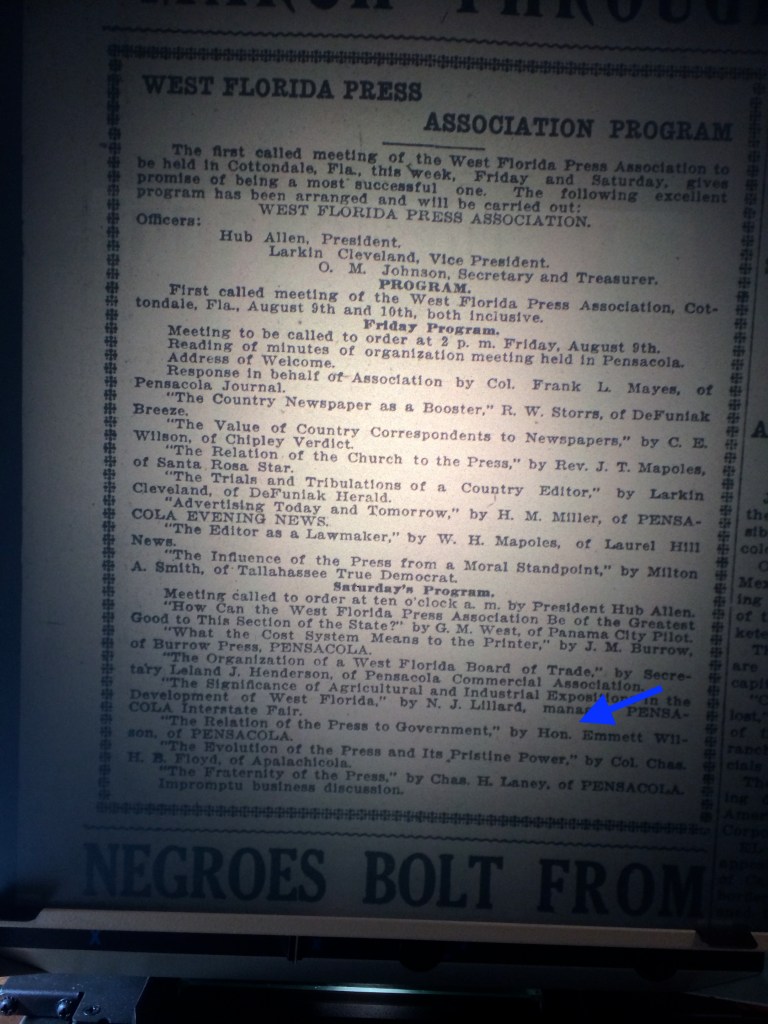 MARCH THROUGH
WEST FLORIDA PRESS
ASSOCIATION PROGRAM
The first called meeting of the West Florida Press Association to
be held in Cottondale, Fla., this week, Friday and Saturday, gives
promise of being a most successful one. The following excellent
program has been arranged and will be carried out:
WEST FLORIDA PRESS ASSOCIATION.
Officers:
Hub Allen, President.
Larkin Cleveland, Vice President.
O. M. Johnson, Secretary and Treasurer.
PROGRAM.
First called meeting of the West Florida Press Association, Cot-
tondale, Fla., August 9th and 10th, both inclusive.
Friday Program.
Meeting to be called to order at 2 p. m. Friday, August 9th.
Reading of minutes of organization meeting held in Pensacola.
Address of Welcome.
Response in behalf of Association by Col. Frank L. Mayes, of
Pensacola Journal.
"The Country Newspaper as a Booster," R. W. Storrs, of DeFuniak
Breeze.
"The Value of Country Correspondents to Newspapers," by C. E.
Wilson, of Chipley Verdict.
"The Relation of the Church to the Press," by Rev. J. T. Mapoles,
of Santa Rosa Star.
"The Trials and Tribulations of a Country Editor," by Larkin
Cleveland, of DeFuniak Herald.
"Advertising Today and Tomorrow," by H. M. Miller, of PENSA-
COLA EVENING NEWS.
"The Editor as a Lawmaker," by W. H. Mapoles, of Laurel Hill
News.
"The Influence of the Press from a Moral Standpoint," by Milton
A. Smith, of Tallahassee True Democrat.
Saturday's Program.
Meeting called to order at ten o'clock a. m. by President Hub Allen.
"How Can the West Florida Press Association Be of the Greatest
Good to This Section of the State?" by G. M. West, of Panama City Pilot.
"What the Cost System Means to the Printer," by J. M. Burrow,
of Burrow Press, PENSACOLA.
"The Organization of a West Florida Board of Trade," by Secre-
tary Leland J. Henderson, of Pensacola Commercial Association.
"The Significance of Agricultural and Industrial Exposition in the
Development of West Florida," by N. J. Lillard, PENSA-
COLA Interstate Fair.
"The Relation of the Press to Government," by Hon. Emmett Wil-
son, of PENSACOLA.
"The Evolution of the Press and Its Pristine Power," by Col. Chas.
H. B. Floyd, of Apalachicola.
"The Fraternity of the Press," by Chas. H. Laney, of PENSACOLA.
Impromptu business discussion.
NEGROES BOLT FROM